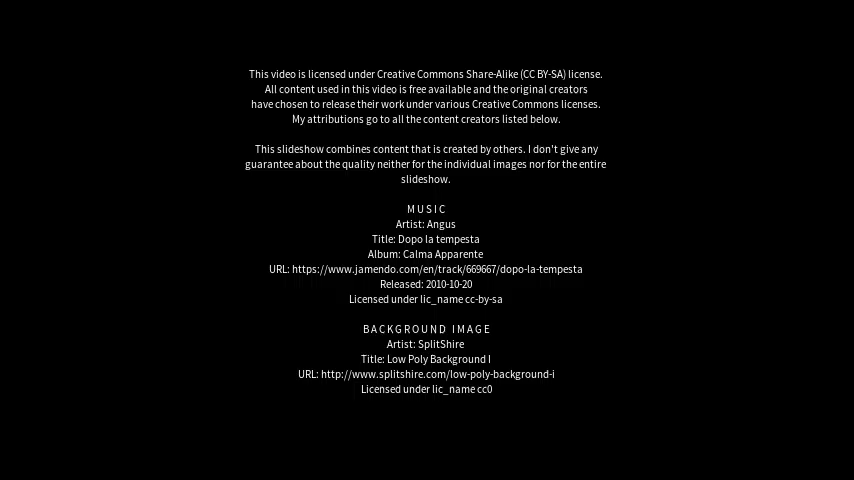 This video is licensed under Creative Commons Share-Alike (CC BY-SA) license.
All content used in this video is free available and the original creators
have chosen to release their work under various Creative Commons licenses.
My attributions go to all the content creators listed below.
This slideshow combines content that is created by others. I don't give any
guarantee about the quality neither for the individual images nor for the entire
slideshow.
MUSIC
Artist: Angus
Title: Dopo la tempesta
Album: Calma Apparente
URL: https://www.jamendo.com/en/track/669667/dopo-la-tempesta
Released: 2010-10-20
Licensed under lic_name cc-by-sa
BACKGROUND IMAGE
Artist: SplitShire
Title: Low Poly Background I
URL: http://www.splitshire.com/low-poly-background-i
Licensed under lic_name cc0